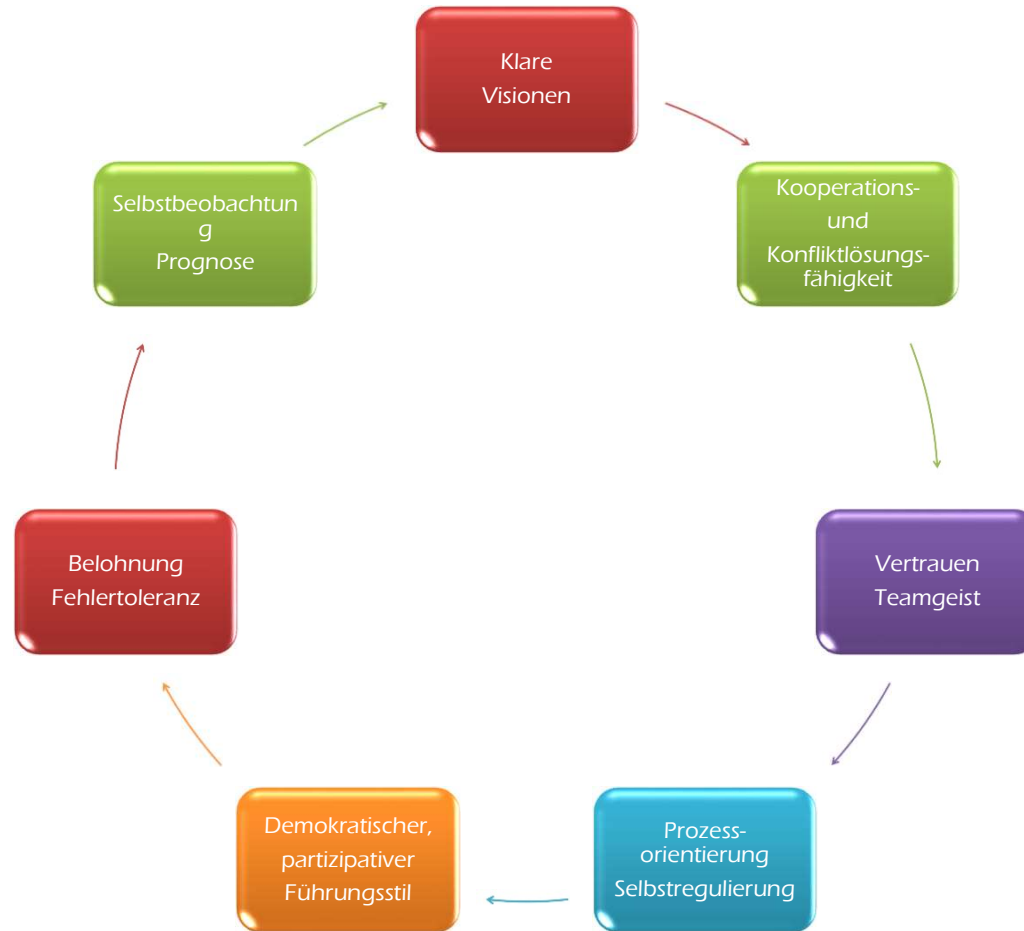 Klare
Visionen
Kooperations-
und
Konfliktlösungs-
fähigkeit
Vertrauen
Teamgeist
Prozess-
orientierung
Selbstregulierung
Demokratischer,
partizipativer
Führungsstil
Belohnung
Fehlertoleranz
Selbstbeobachtun
g
Prognose